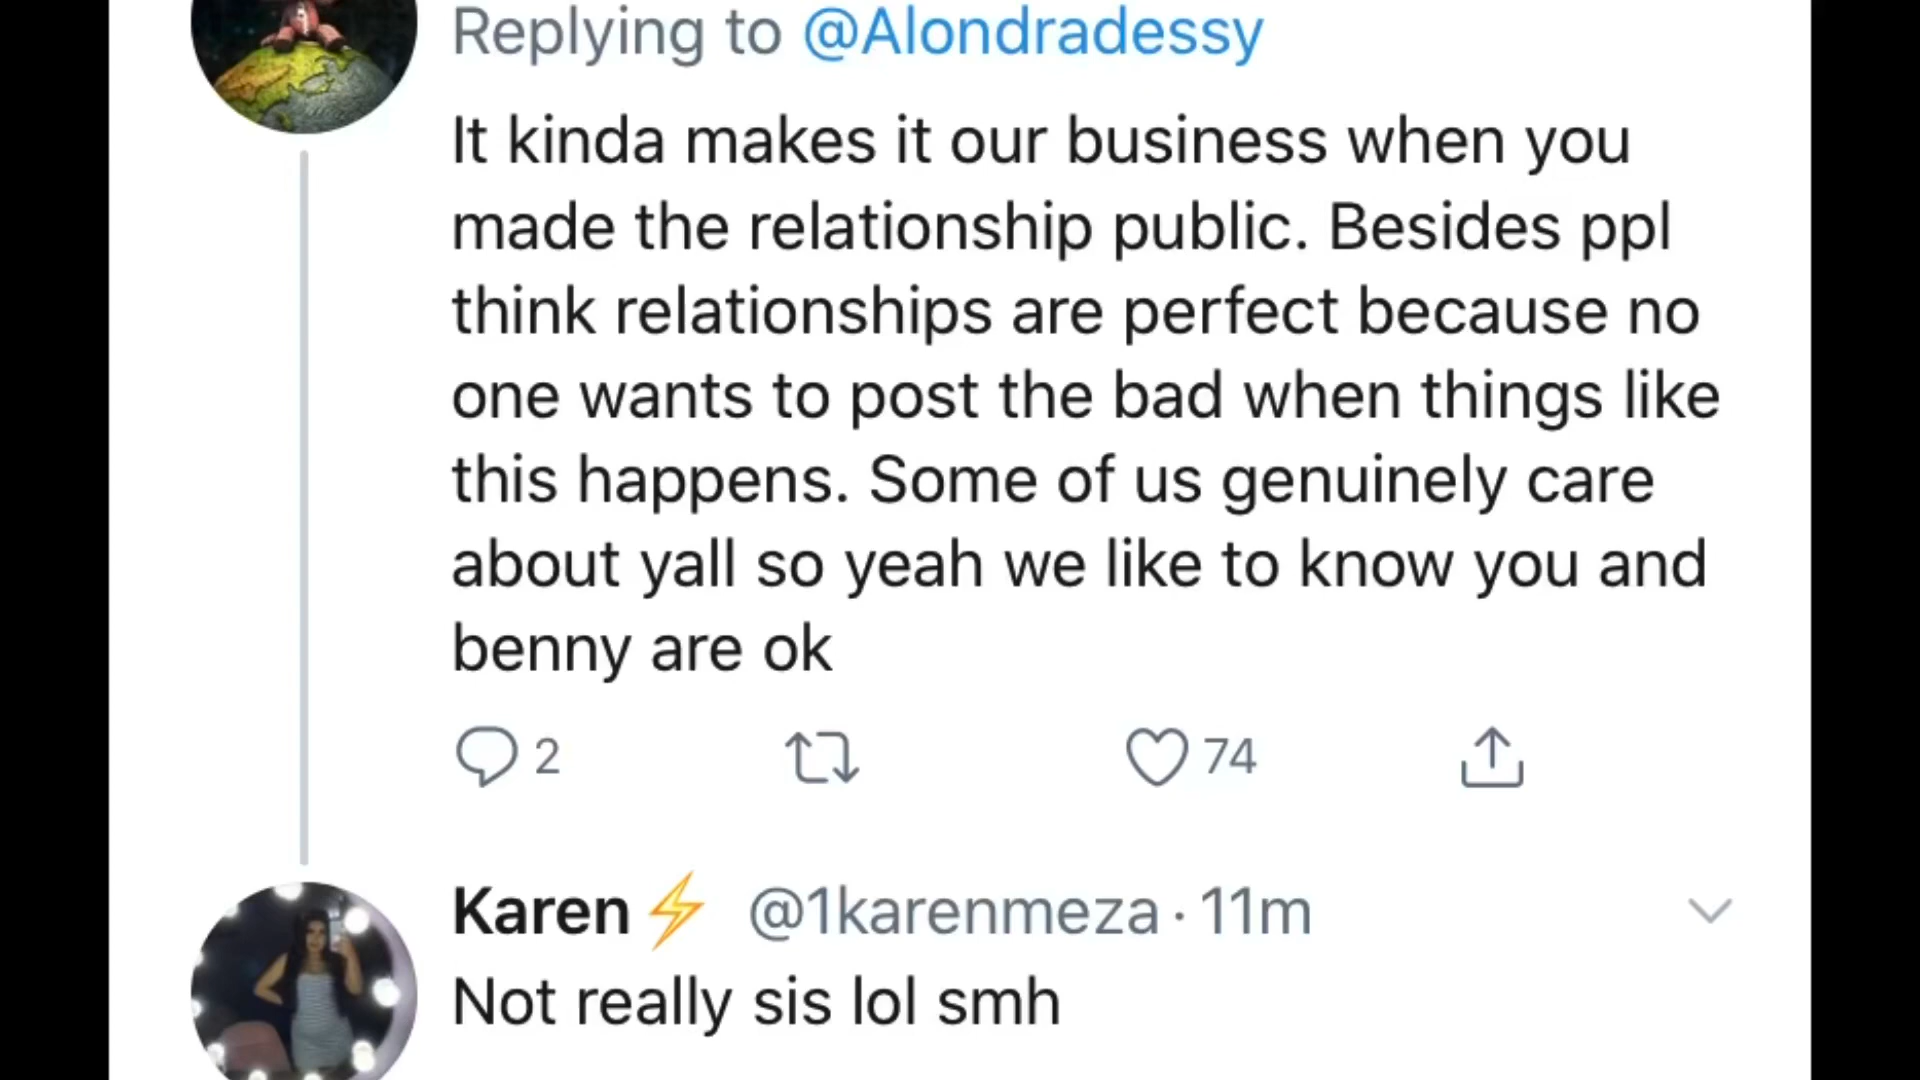 Replying to @Alondradessy
It kinda makes it our business when you
made the relationship public. Besides ppl
think relationships are perfect because no
one wants to post the bad when things like
this happens. Some of us genuinely care
about yall so yeah we like to know you and
benny are ok
2 74
Karen⚡ @1karenmeza · 11m
Not really sis lol smh